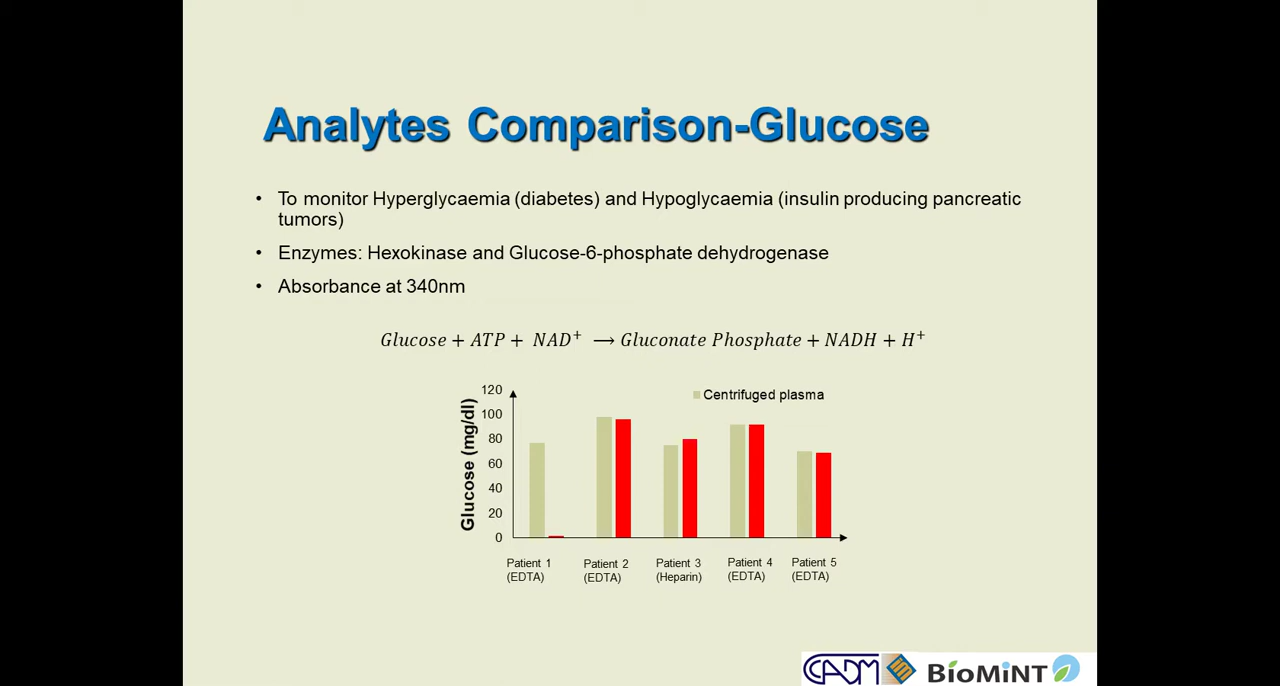 Analytes Comparison-Glucose
• To monitor Hyperglycaemia (diabetes) and Hypoglycaemia (insulin producing pancreatic
tumors)
• Enzymes: Hexokinase and Glucose-6-phosphate dehydrogenase
• Absorbance at 340nm
Glucose + ATP + NAD⁺ ⟶ Gluconate Phosphate + NADH + H⁺
Centrifuged plasma
Glucose (mg/dl)
120
100
80
60
40
20
0
Patient 1
(EDTA)
Patient 2
(EDTA)
Patient 3
(Heparin)
Patient 4
(EDTA)
Patient 5
(EDTA)
CADM
BioMiNT